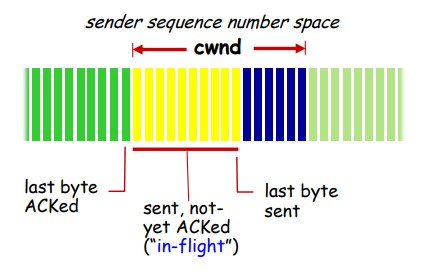 sender sequence number space
cwnd
last byte
ACKed
sent, not-
yet ACKed
("in-flight")
last byte
sent